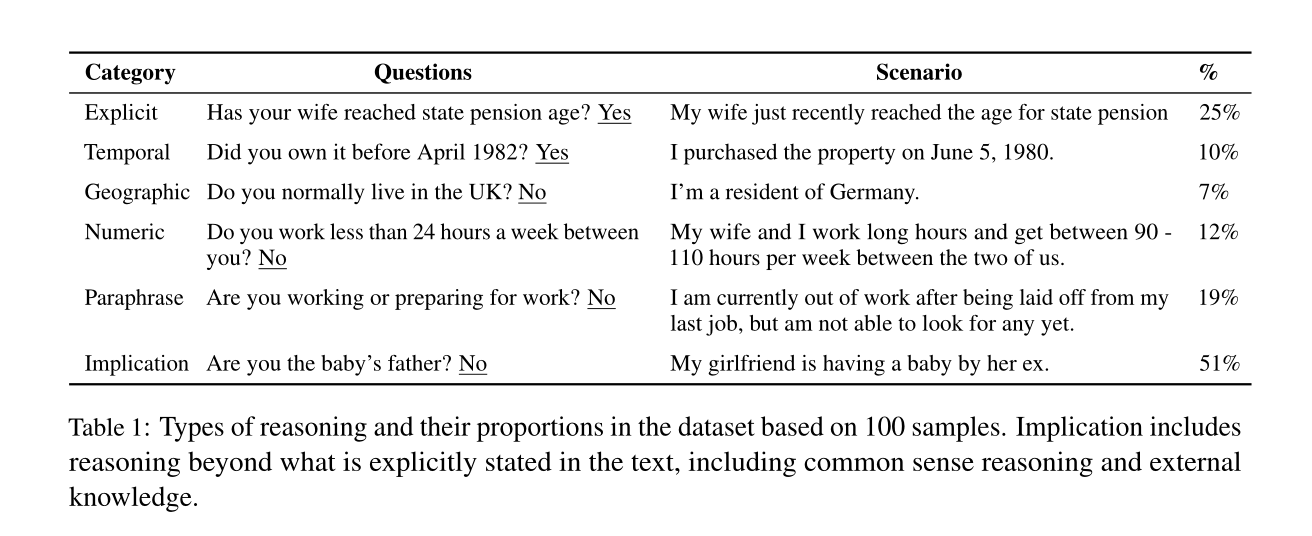 Category Questions Scenario %
Explicit Has your wife reached state pension age? Yes My wife just recently reached the age for state pension 25%
Temporal Did you own it before April 1982? Yes I purchased the property on June 5, 1980. 10%
Geographic Do you normally live in the UK? No I'm a resident of Germany. 7%
Numeric Do you work less than 24 hours a week between My wife and I work long hours and get between 90 - 12%
you? No 110 hours per week between the two of us.
Paraphrase Are you working or preparing for work? No I am currently out of work after being laid off from my 19%
last job, but am not able to look for any yet.
Implication Are you the baby's father? No My girlfriend is having a baby by her ex. 51%
Table 1: Types of reasoning and their proportions in the dataset based on 100 samples. Implication includes
reasoning beyond what is explicitly stated in the text, including common sense reasoning and external
knowledge.